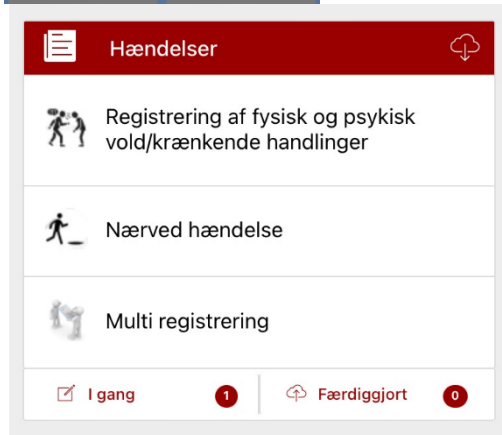 Hændelser
Registrering af fysisk og psykisk
vold/krænkende handlinger
Nærved hændelse
Multi registrering
I gang 1 Færdiggjort 0